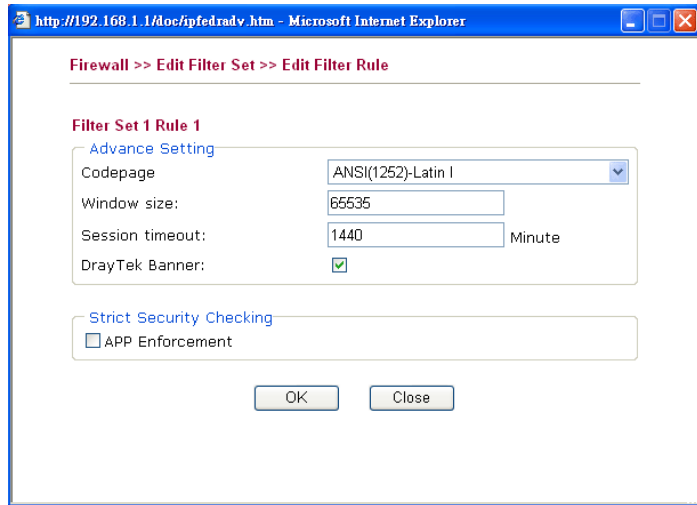 http://192.168.1.1/doc/ipfedradv.htm - Microsoft Internet Explorer
Firewall >> Edit Filter Set >> Edit Filter Rule
Filter Set 1 Rule 1
Advance Setting
Codepage ANSI(1252)-Latin I
Window size: 65535
Session timeout: 1440 Minute
DrayTek Banner:
Strict Security Checking
APP Enforcement
OK Close